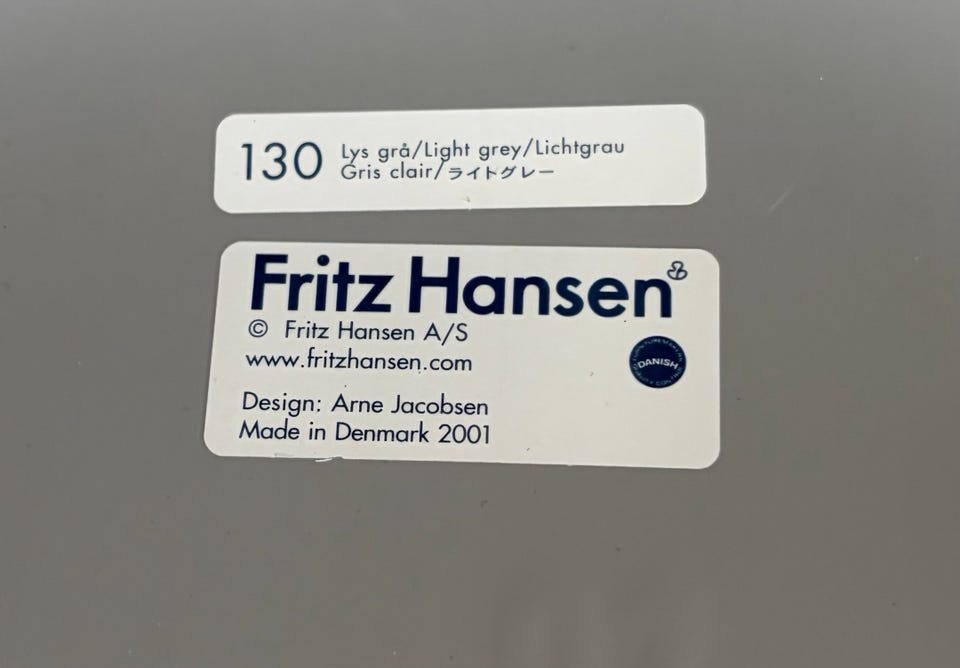 130 Lys grå/Light grey/Lichtgrau
Gris clair/ライトグレー
Fritz Hansen
© Fritz Hansen A/S
www.fritzhansen.com
DANISH
Design: Arne Jacobsen
Made in Denmark 2001